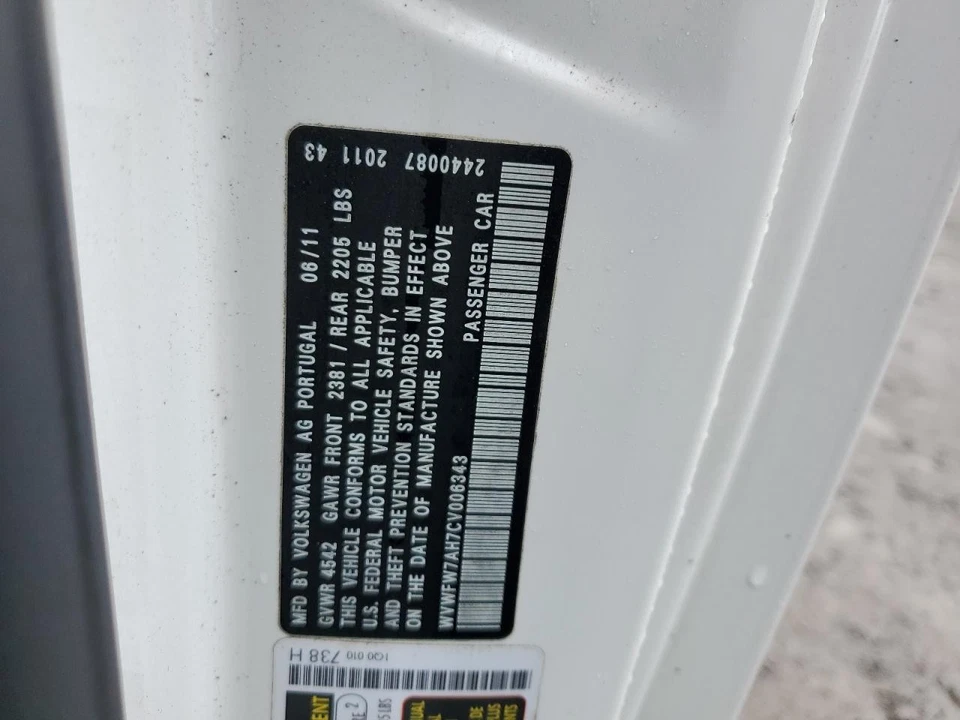 MFD BY VOLKSWAGEN AG PORTUGAL 06/11
GVWR 4542 GAWR FRONT 2381 / REAR 2205 LBS
THIS VEHICLE CONFORMS TO ALL APPLICABLE
U.S. FEDERAL MOTOR VEHICLE SAFETY, BUMPER
AND THEFT PREVENTION STANDARDS IN EFFECT
ON THE DATE OF MANUFACTURE SHOWN ABOVE
WVWFW7AH7CV006343 PASSENGER CAR
43 2011 2440087
1Q0 010 738 H